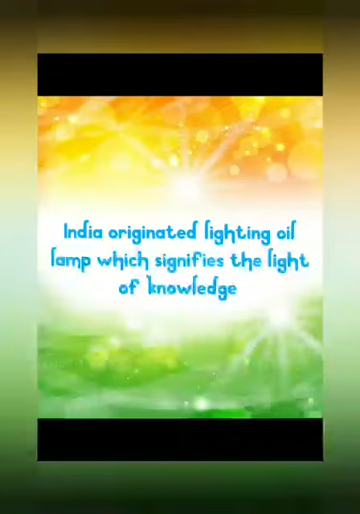 India originated lighting oil
lamp which signifies the light
of knowledge